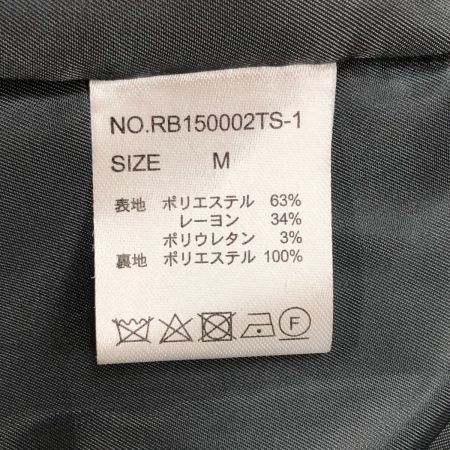 NO.RB150002TS-1
SIZE M
表地 ポリエステル 63%
レーヨン 34%
ポリウレタン 3%
裏地 ポリエステル 100%
F